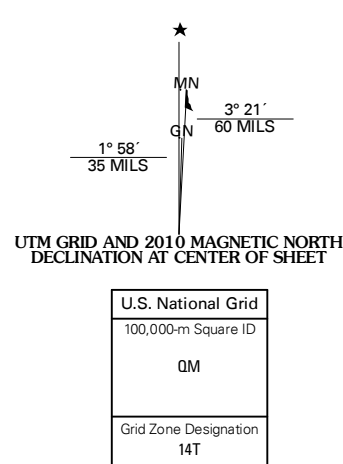 MN
3° 21´
60 MILS
GN
1° 58´
35 MILS
UTM GRID AND 2010 MAGNETIC NORTH
DECLINATION AT CENTER OF SHEET
U.S. National Grid
100,000-m Square ID
QM
Grid Zone Designation
14T